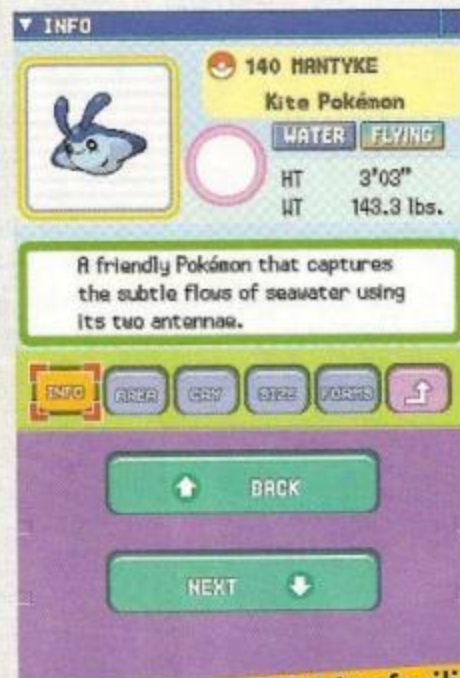 ▼ INFO
140 MANTYKE
Kite Pokémon
WATER FLYING
HT 3'03"
WT 143.3 lbs.
A friendly Pokémon that captures
the subtle flows of seawater using
its two antennae.
INFO AREA CRY SIZE FORMS
BACK
NEXT